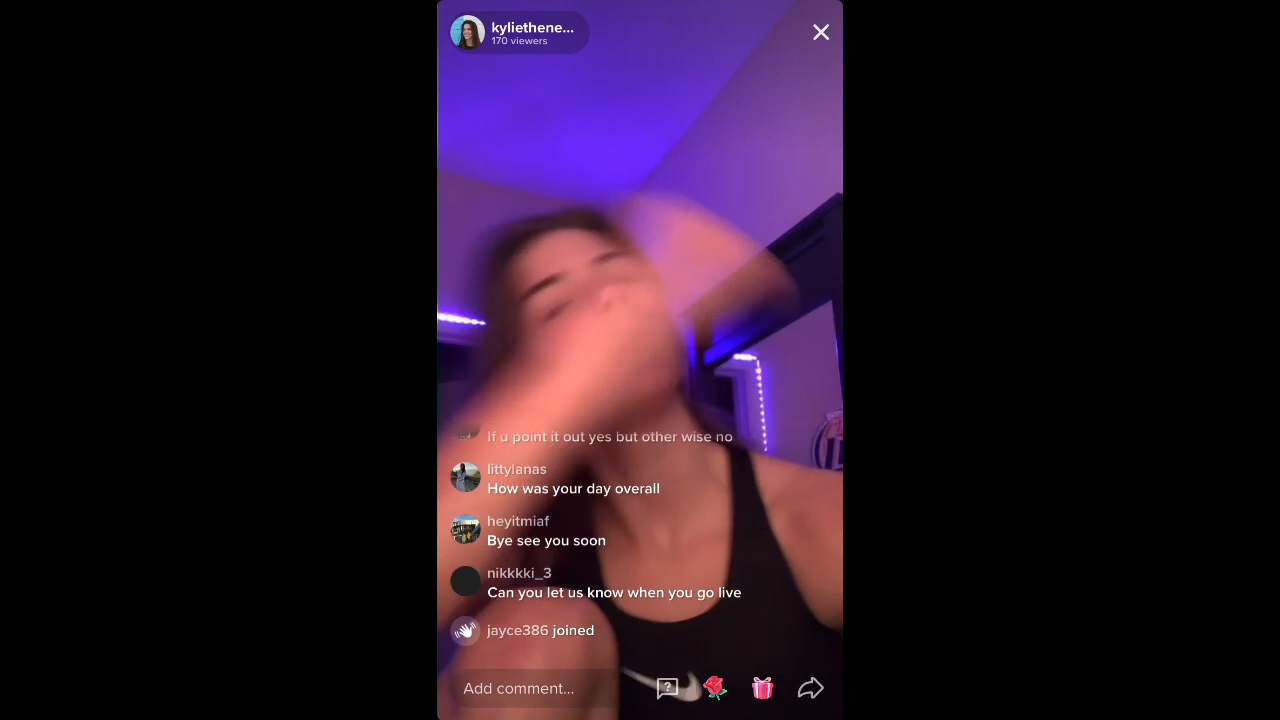 kyliethene...
170 viewers
If u point it out yes but other wise no
littylanas
How was your day overall
heyitmiaf
Bye see you soon
nikkkki_3
Can you let us know when you go live
jayce386 joined
Add comment...